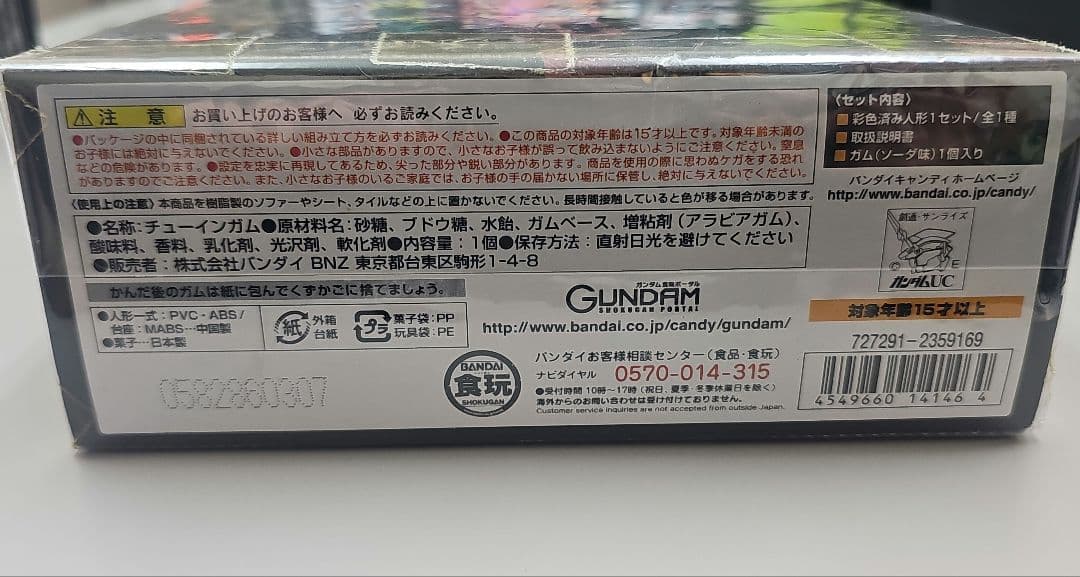 注意 お買い上げのお客様へ 必ずお読みください。
●パッケージの中に同梱されている詳しい組み立て方を必ずお読みください。●この商品の対象年齢は15才以上です。対象年齢未満の
お子様には絶対に与えないでください。●小さな部品がありますので、小さなお子様が誤って飲み込まないようにご注意ください。窒息
などの危険があります。●設定を忠実に再現してあるため、尖った部分や鋭い部分があります。商品を使用の際に思わぬケガをする恐れ
がありますのでご注意ください。また、小さなお子様のいるご家庭では、お子様の手の届かない場所に保管し、絶対に与えないでください。
〈使用上の注意〉本商品を樹脂製のソファーやシート、タイルなどの上に置かないでください。長時間接触していると色が移る場合があります。
●名称:チューインガム●原材料名:砂糖、ブドウ糖、水飴、ガムベース、増粘剤(アラビアガム)、
酸味料、香料、乳化剤、光沢剤、軟化剤●内容量:1個●保存方法:直射日光を避けてください
●販売者:株式会社バンダイ BNZ 東京都台東区駒形1-4-8
かんだ後のガムは紙に包んでくずかごに捨てましょう。
●人形一式:PVC・ABS/
台座:MABS…中国製
●菓子…日本製
紙 外箱
台紙
プラ 菓子袋:PP
玩具袋:PE
0582860307
ガンダム食玩ポータル
GUNDAM
SHOKUGAN PORTAL
http://www.bandai.co.jp/candy/gundam/
BANDAI
食玩
SHOKUGAN
バンダイお客様相談センター(食品・食玩)
ナビダイヤル 0570-014-315
●受付時間 10時〜17時(祝日、夏季・冬季休業日を除く)
海外からのお問い合わせは受け付けておりません。
Customer service inquiries are not accepted from outside Japan.
〈セット内容〉
■彩色済み人形1セット/全1種
■取扱説明書
■ガム(ソーダ味)1個入り
バンダイキャンディホームページ
http://www.bandai.co.jp/candy/
創通・サンライズ
© E
ガンダムUC
対象年齢15才以上
727291-2359169
4549660 14146 4